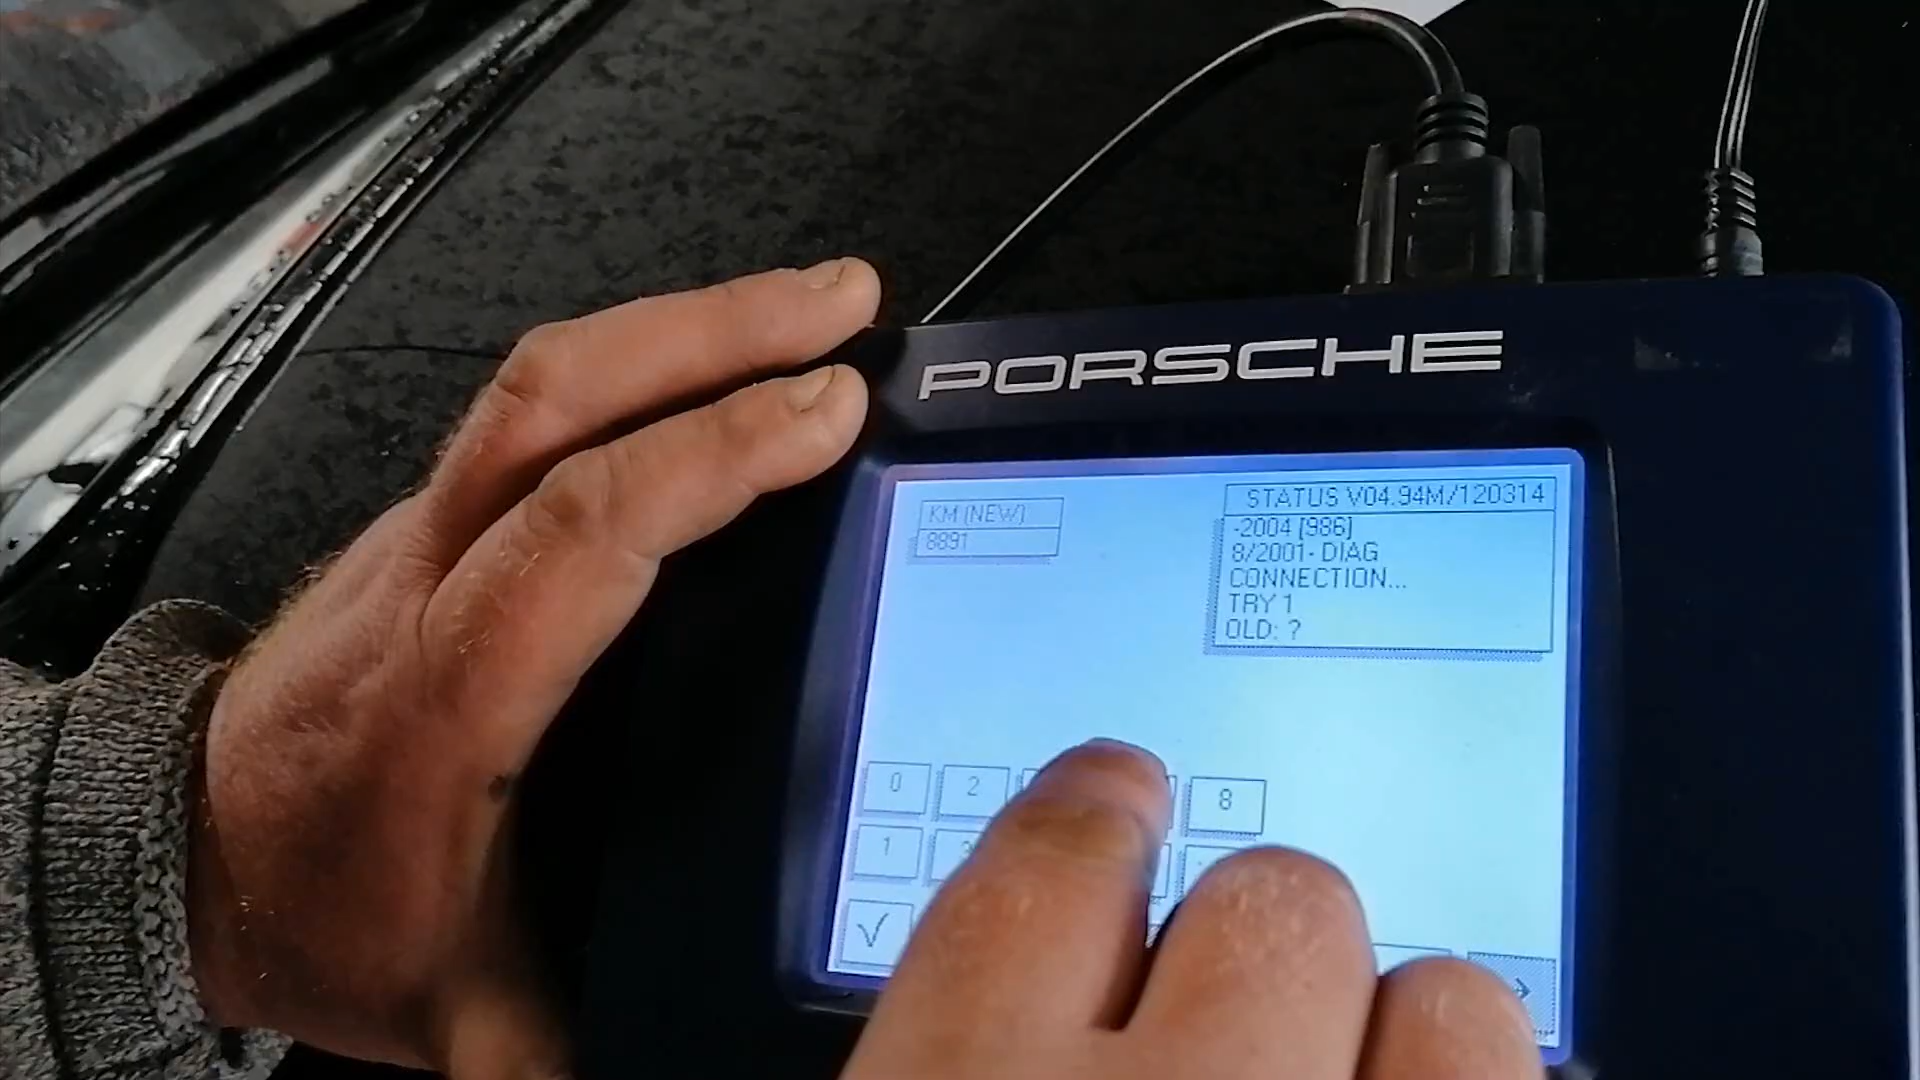 PORSCHE
KM (NEW)
8891
STATUS V04.94M/120314
-2004 [986]
8/2001- DIAG
CONNECTION...
TRY 1
OLD: ?
0 2 8
1 3